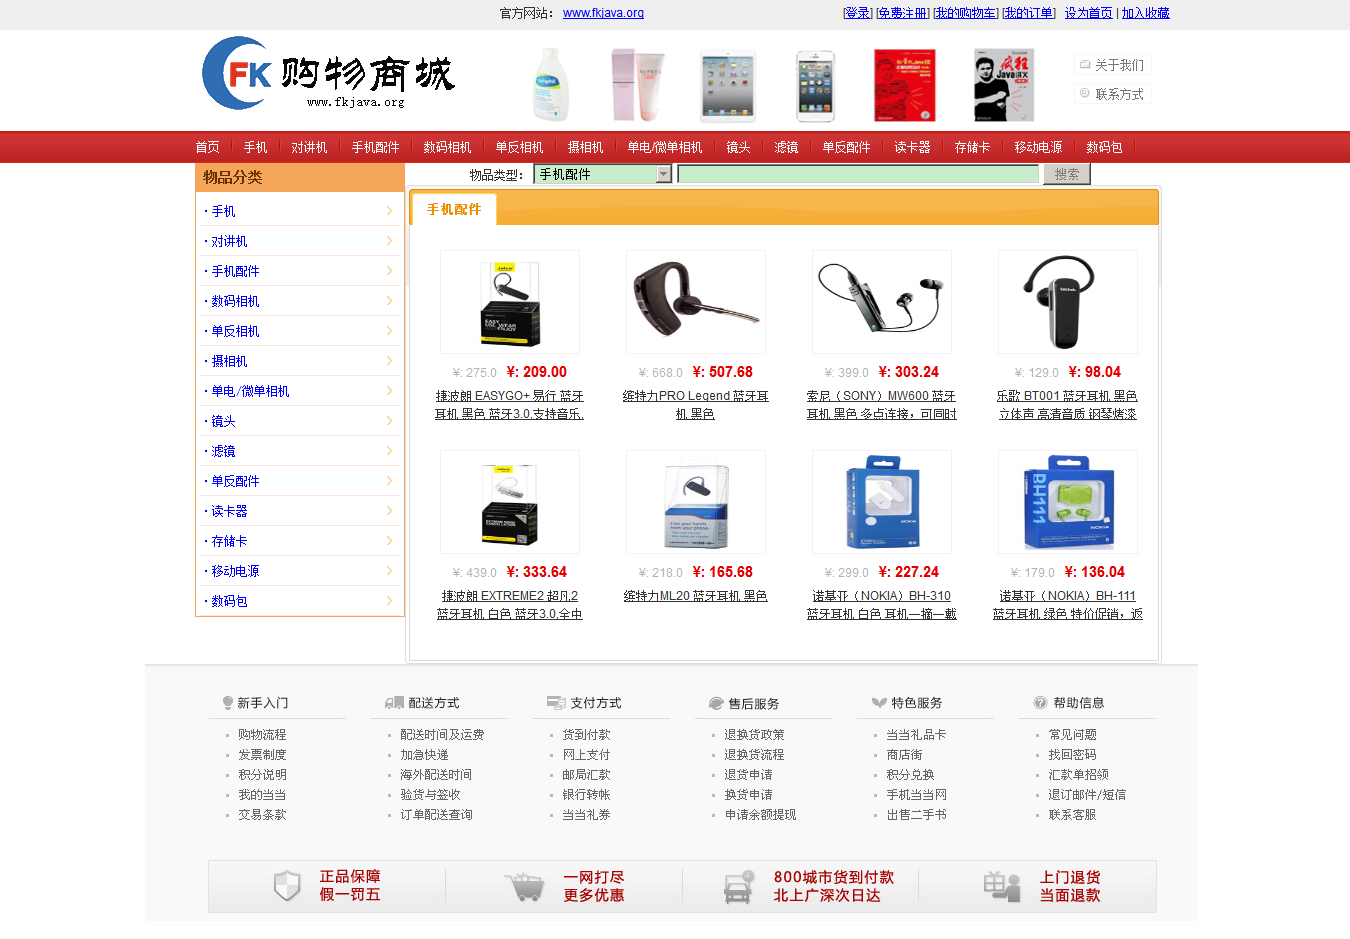 官方网站： www.fkjava.org [登录] [免费注册] [我的购物车] [我的订单] 设为首页 | 加入收藏
FK 购物商城
www.fkjava.org
关于我们
联系方式
首页 手机 对讲机 手机配件 数码相机 单反相机 摄相机 单电/微单相机 镜头 滤镜 单反配件 读卡器 存储卡 移动电源 数码包
物品分类
物品类型： 手机配件 搜索
手机配件
· 手机
· 对讲机
· 手机配件
· 数码相机
· 单反相机
· 摄相机
· 单电/微单相机
· 镜头
· 滤镜
· 单反配件
· 读卡器
· 存储卡
· 移动电源
· 数码包
¥: 275.0 ¥: 209.00
捷波朗 EASYGO+ 易行 蓝牙
耳机 黑色 蓝牙3.0,支持音乐,
¥: 668.0 ¥: 507.68
缤特力PRO Legend 蓝牙耳
机 黑色
¥: 399.0 ¥: 303.24
索尼（SONY）MW600 蓝牙
耳机 黑色 多点连接，可同时
¥: 129.0 ¥: 98.04
乐歌 BT001 蓝牙耳机 黑色
立体声 高清音质 钢琴烤漆
¥: 439.0 ¥: 333.64
捷波朗 EXTREME2 超凡2
蓝牙耳机 白色 蓝牙3.0,全中
¥: 218.0 ¥: 165.68
缤特力ML20 蓝牙耳机 黑色
¥: 299.0 ¥: 227.24
诺基亚（NOKIA）BH-310
蓝牙耳机 白色 耳机一摘一戴
¥: 179.0 ¥: 136.04
诺基亚（NOKIA）BH-111
蓝牙耳机 绿色 特价促销，返
新手入门
购物流程
发票制度
积分说明
我的当当
交易条款
配送方式
配送时间及运费
加急快递
海外配送时间
验货与签收
订单配送查询
支付方式
货到付款
网上支付
邮局汇款
银行转帐
当当礼券
售后服务
退换货政策
退换货流程
退货申请
换货申请
申请余额提现
特色服务
当当礼品卡
商店街
积分兑换
手机当当网
出售二手书
帮助信息
常见问题
找回密码
汇款单招领
退订邮件/短信
联系客服
正品保障
假一罚五
一网打尽
更多优惠
800城市货到付款
北上广深次日达
上门退货
当面退款